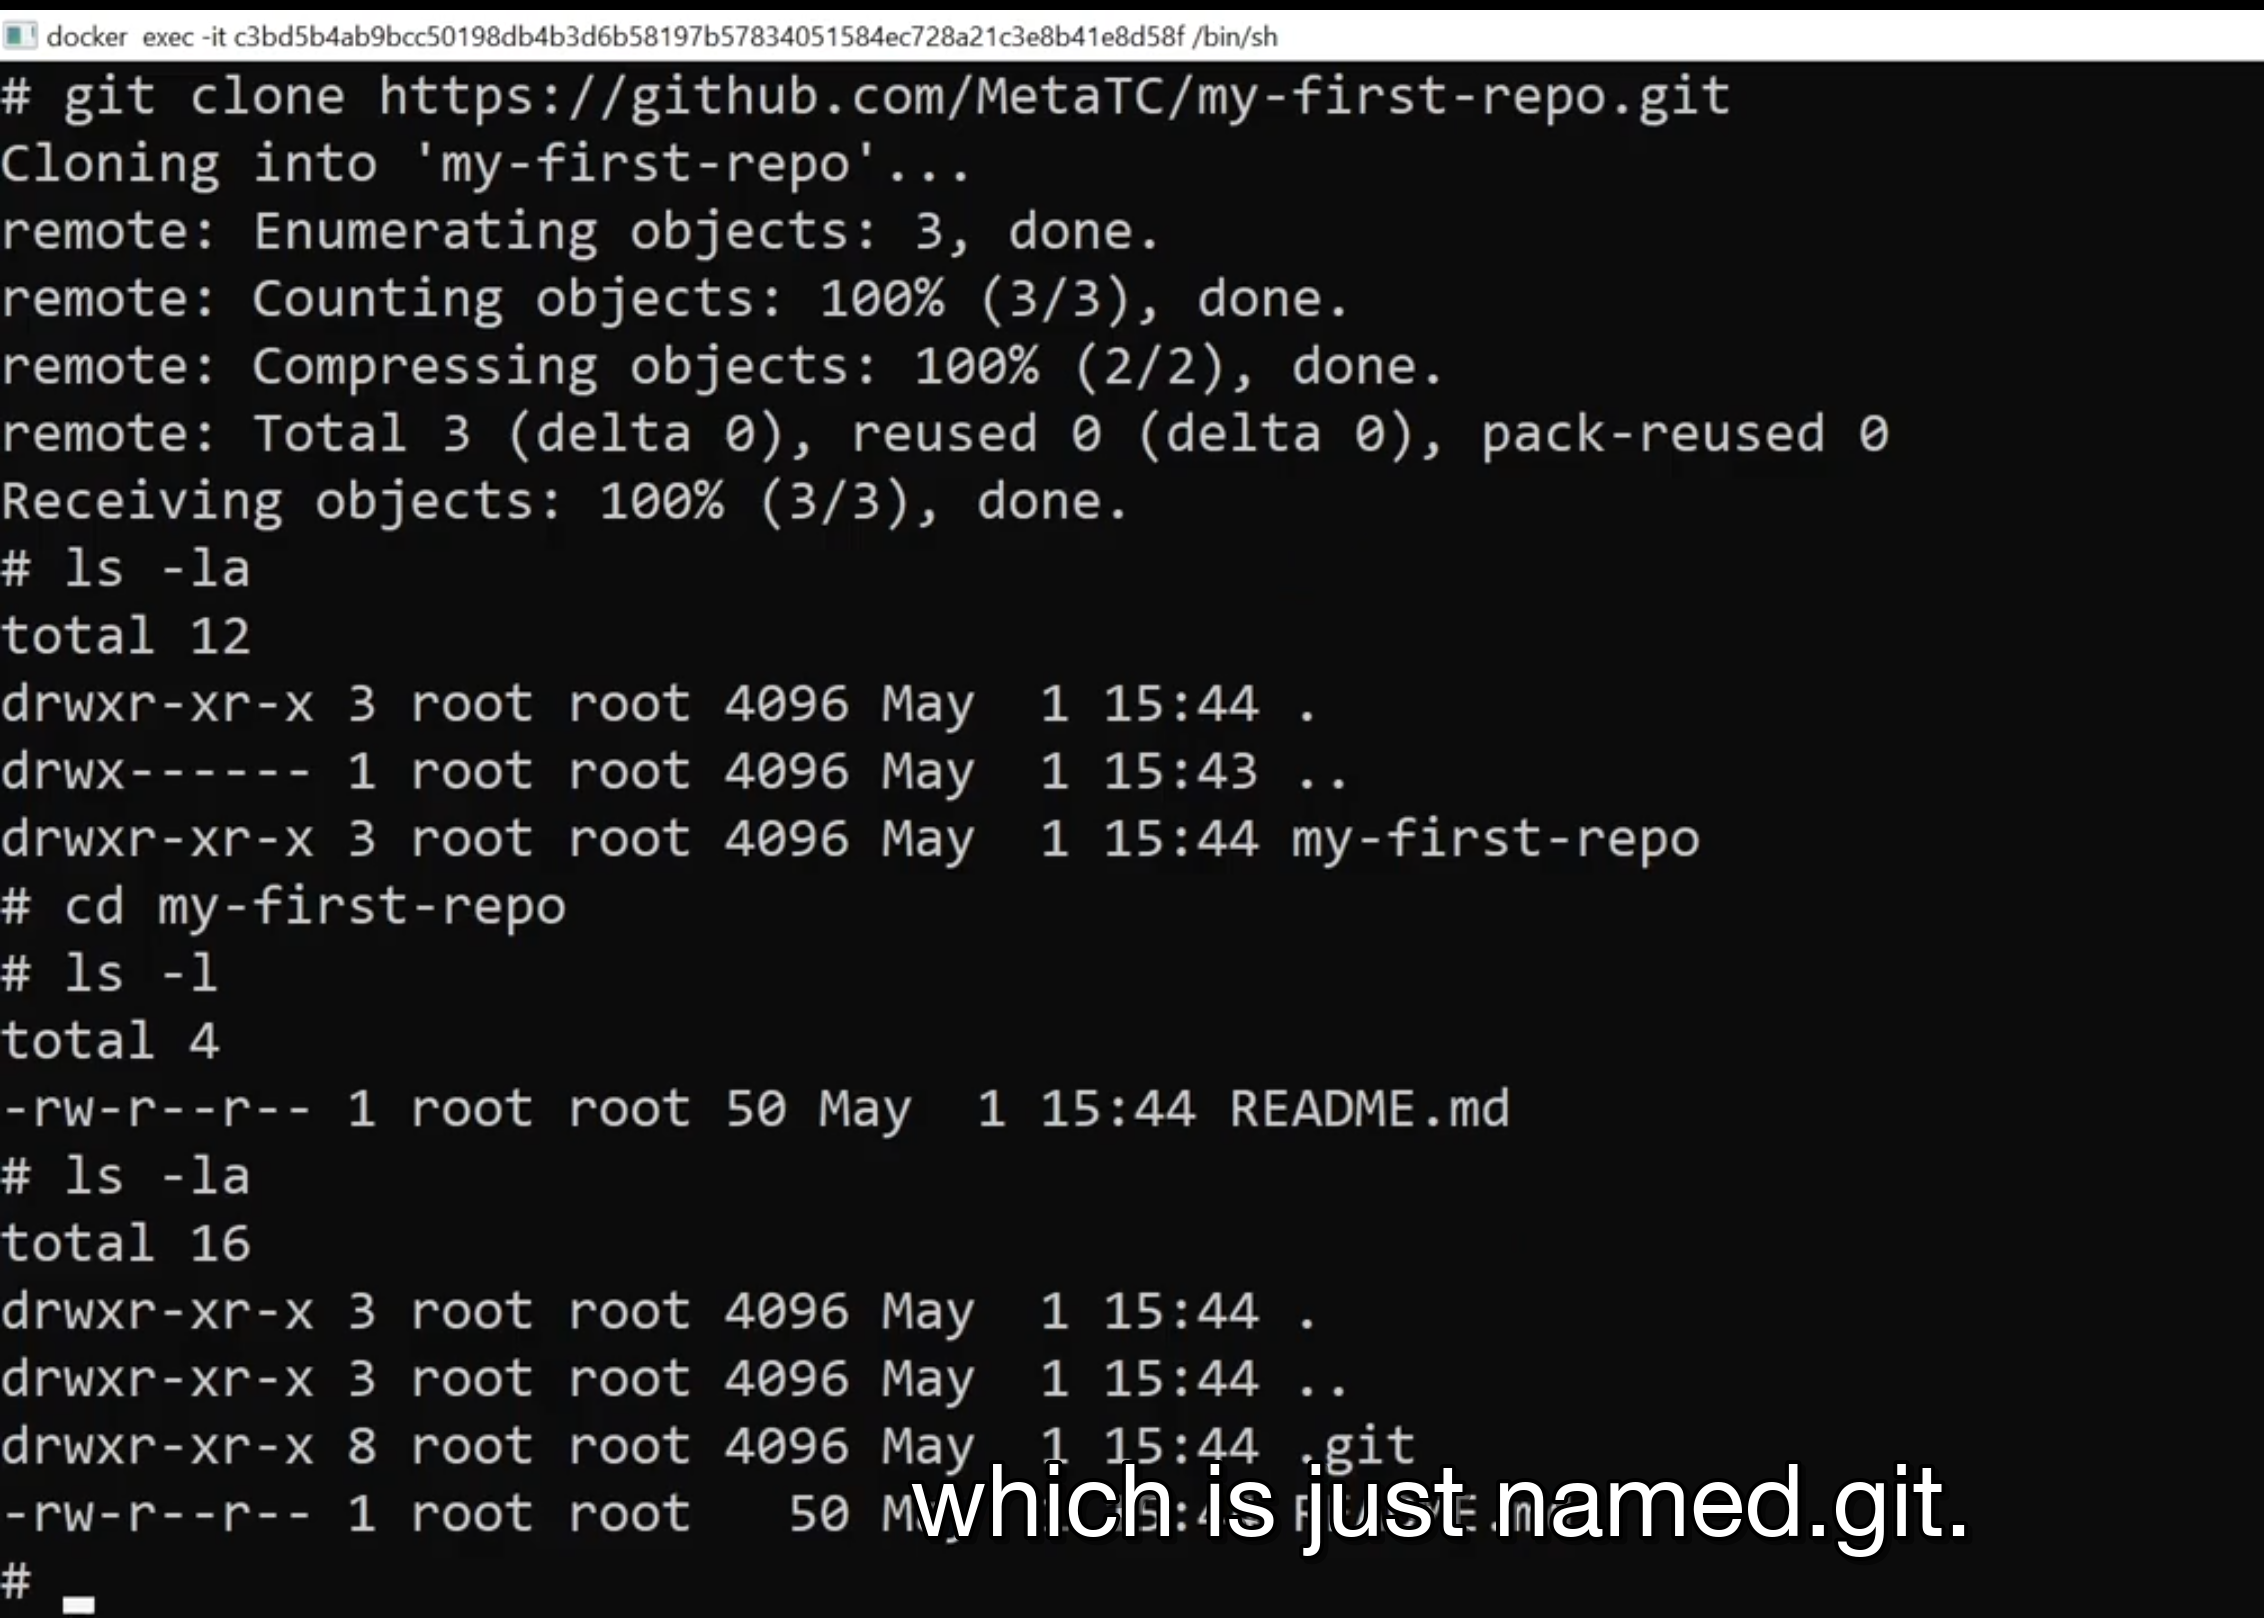 docker exec -it c3bd5b4ab9bcc50198db4b3d6b58197b57834051584ec728a21c3e8b41e8d58f /bin/sh
# git clone https://github.com/MetaTC/my-first-repo.git
Cloning into 'my-first-repo'...
remote: Enumerating objects: 3, done.
remote: Counting objects: 100% (3/3), done.
remote: Compressing objects: 100% (2/2), done.
remote: Total 3 (delta 0), reused 0 (delta 0), pack-reused 0
Receiving objects: 100% (3/3), done.
# ls -la
total 12
drwxr-xr-x 3 root root 4096 May  1 15:44 .
drwx------ 1 root root 4096 May  1 15:43 ..
drwxr-xr-x 3 root root 4096 May  1 15:44 my-first-repo
# cd my-first-repo
# ls -l
total 4
-rw-r--r-- 1 root root 50 May  1 15:44 README.md
# ls -la
total 16
drwxr-xr-x 3 root root 4096 May  1 15:44 .
drwxr-xr-x 3 root root 4096 May  1 15:44 ..
drwxr-xr-x 8 root root 4096 May  1 15:44 .git
-rw-r--r-- 1 root root   50
which is just named.git.
#